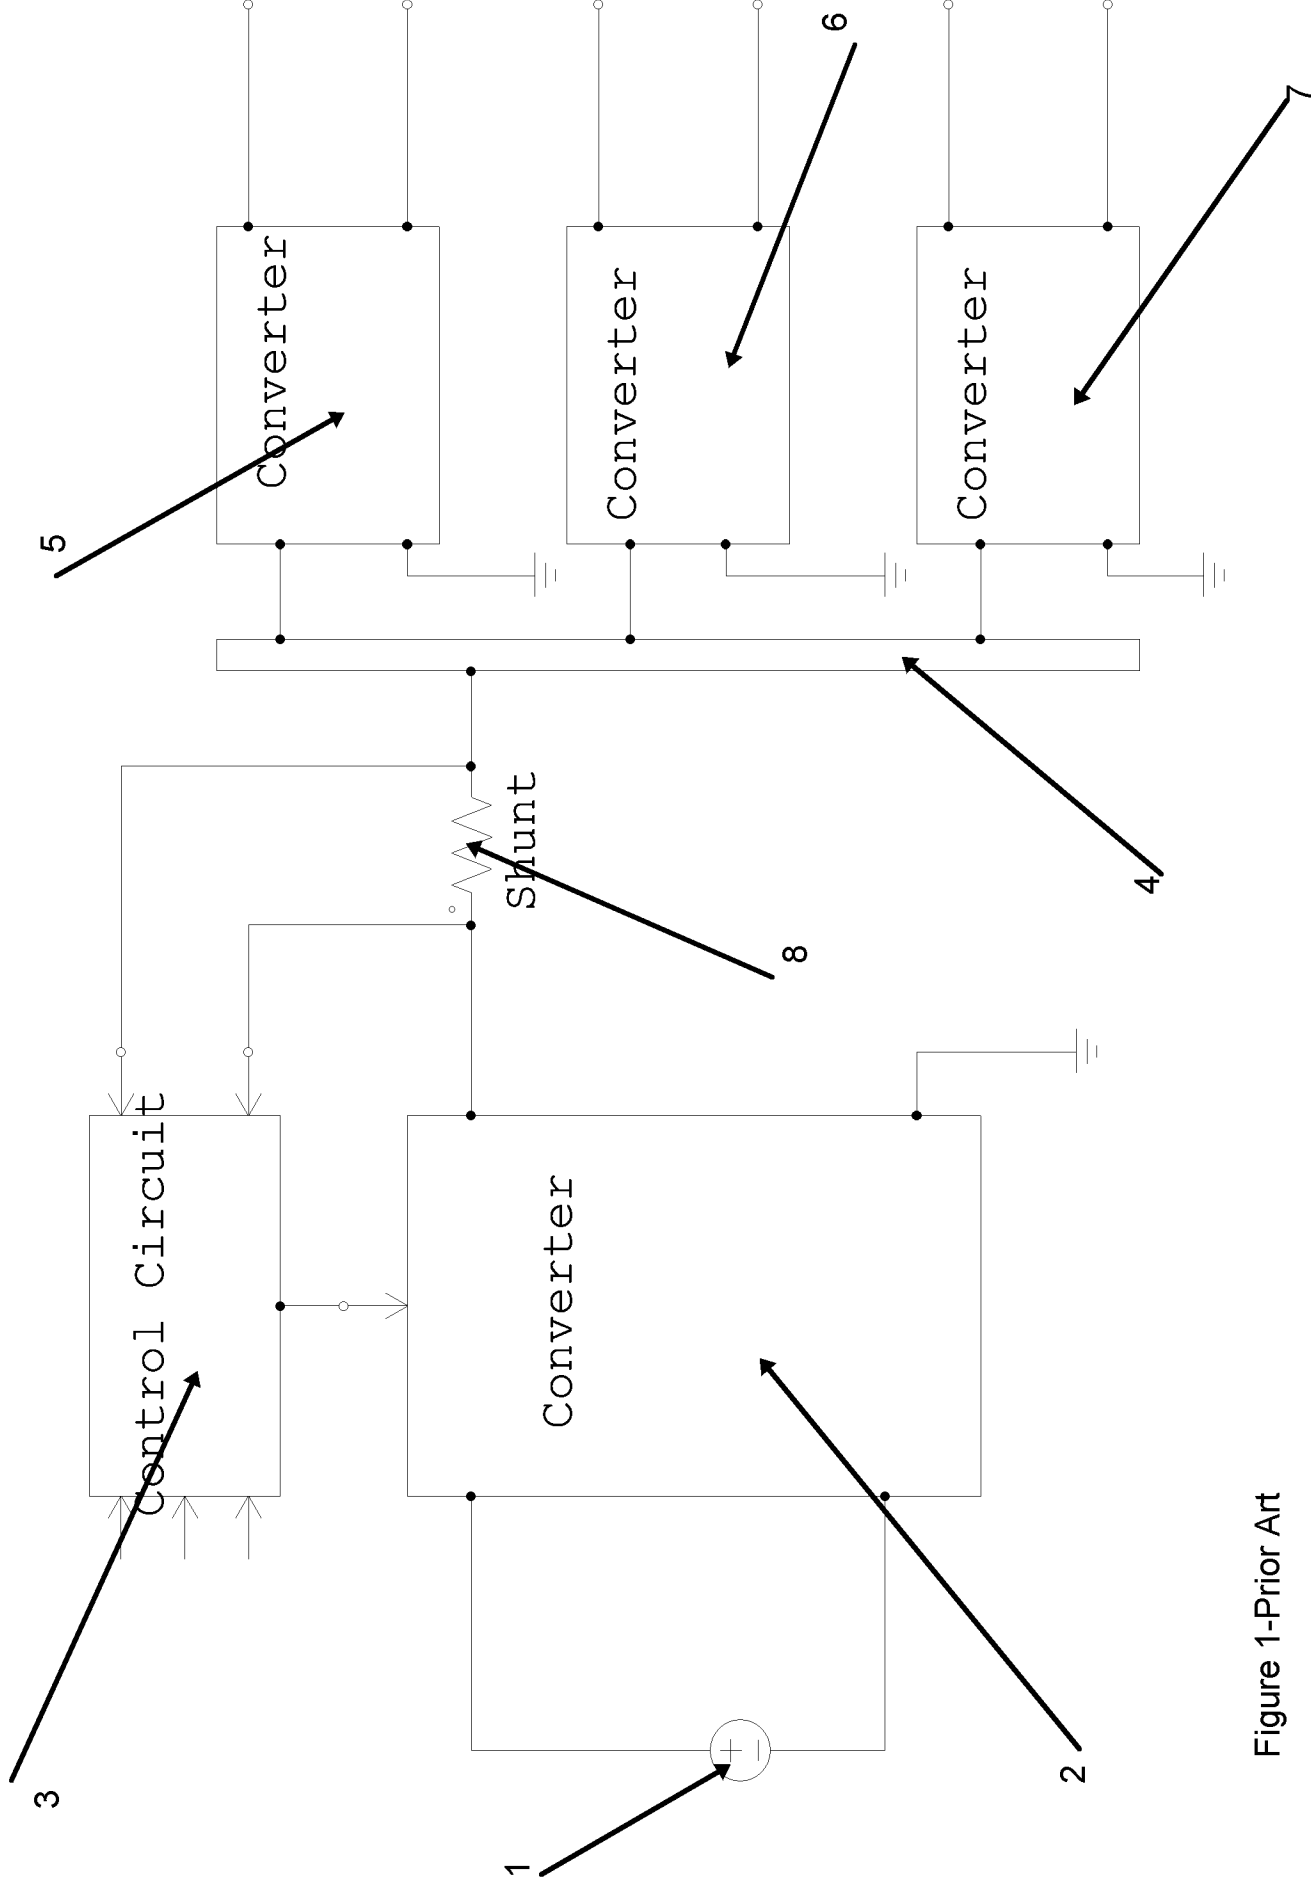 3
Control Circuit
1
Converter
2
8
Shunt
4
5
Converter
6
Converter
7
Converter
Figure 1-Prior Art